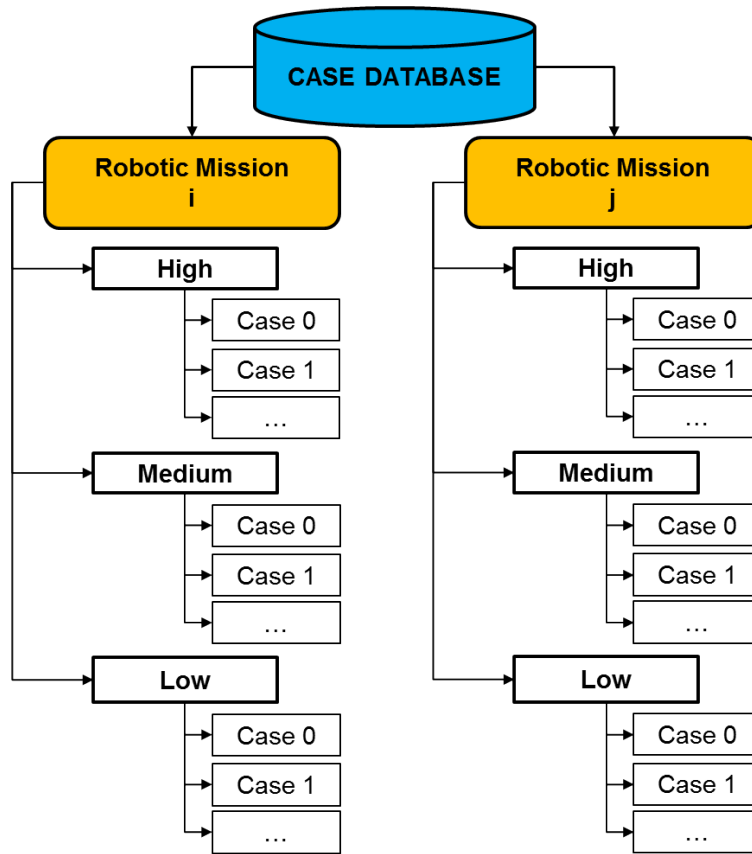 CASE DATABASE
Robotic Mission
i
High
Case 0
Case 1
...
Medium
Case 0
Case 1
...
Low
Case 0
Case 1
...
Robotic Mission
j
High
Case 0
Case 1
...
Medium
Case 0
Case 1
...
Low
Case 0
Case 1
...